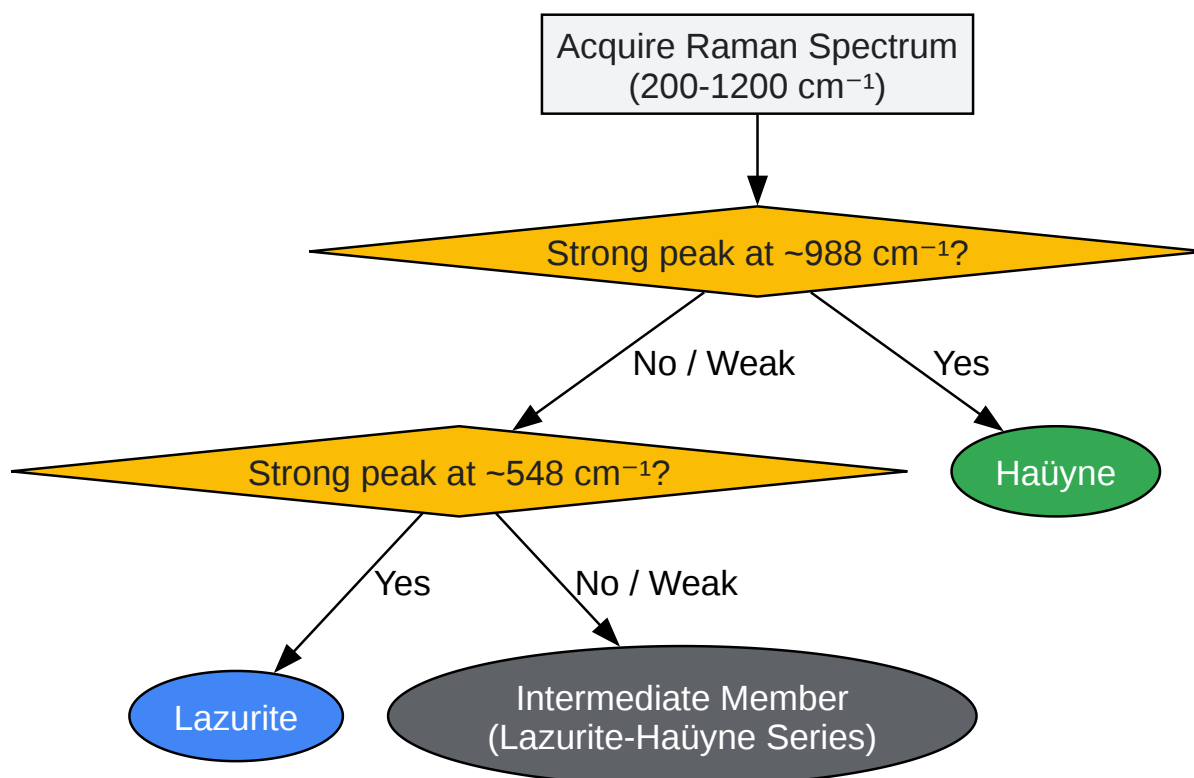 Acquire Raman Spectrum
(200-1200 cm⁻¹)
Strong peak at ~988 cm⁻¹?
No / Weak
Yes
Strong peak at ~548 cm⁻¹?
Haüyne
Yes
No / Weak
Lazurite
Intermediate Member
(Lazurite-Haüyne Series)